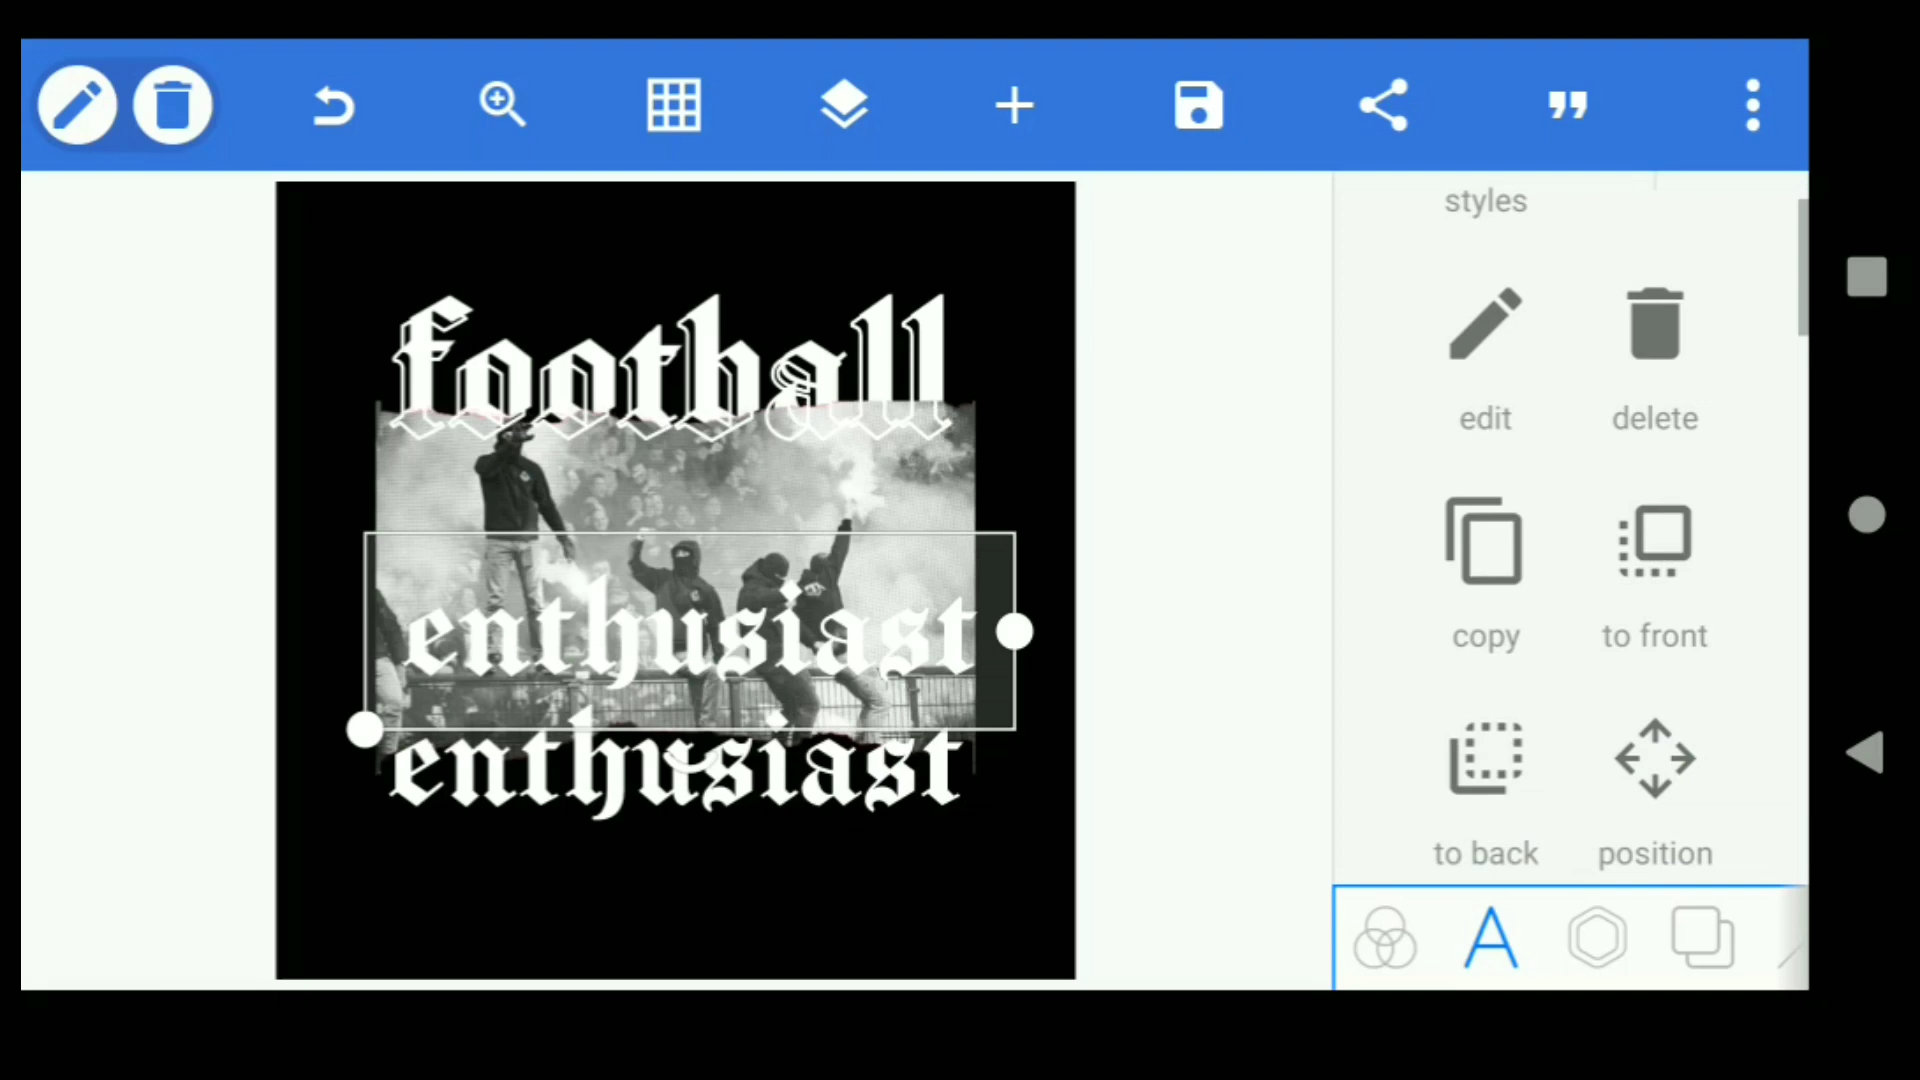 styles
football
edit
delete
copy
to front
enthusiast
enthusiast
to back
position